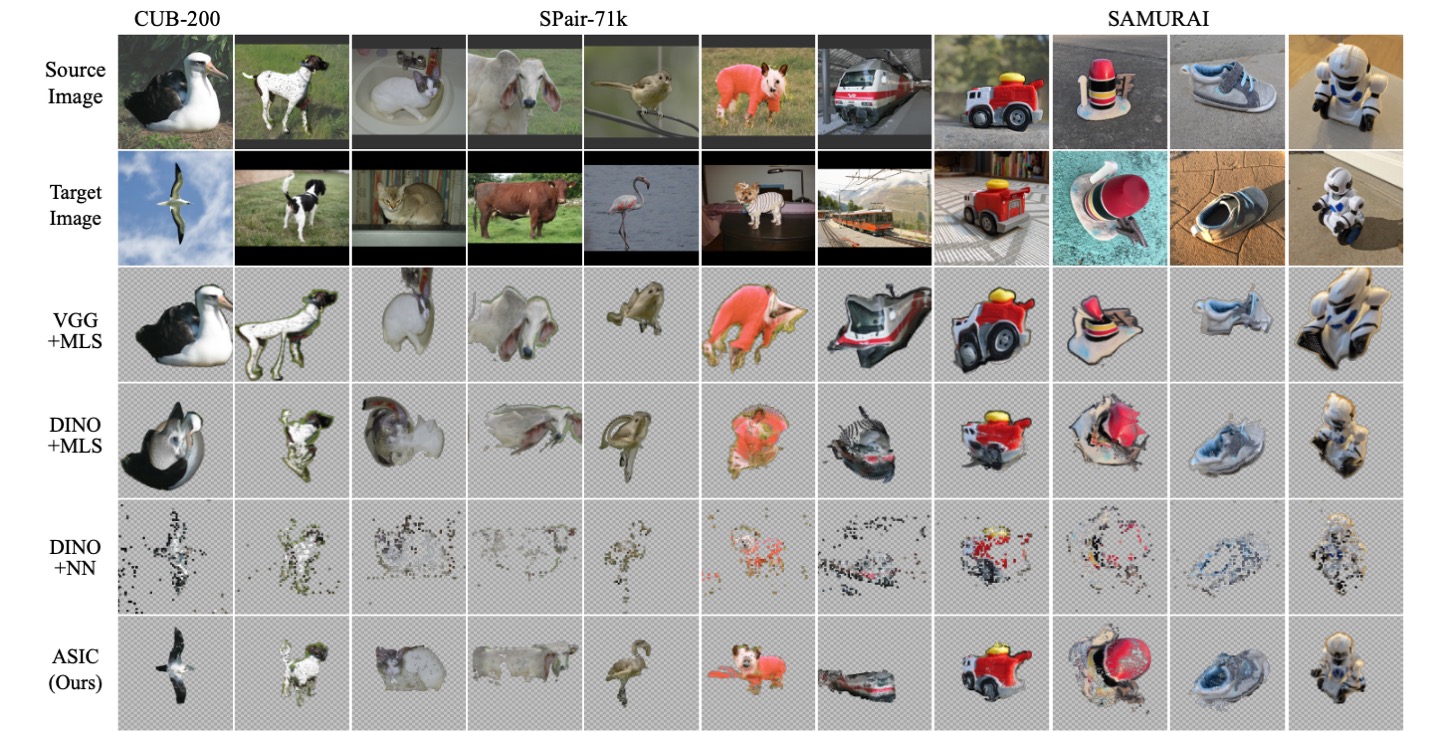 CUB-200
SPair-71k
SAMURAI
Source
Image
Target
Image
VGG
+MLS
DINO
+MLS
DINO
+NN
ASIC
(Ours)